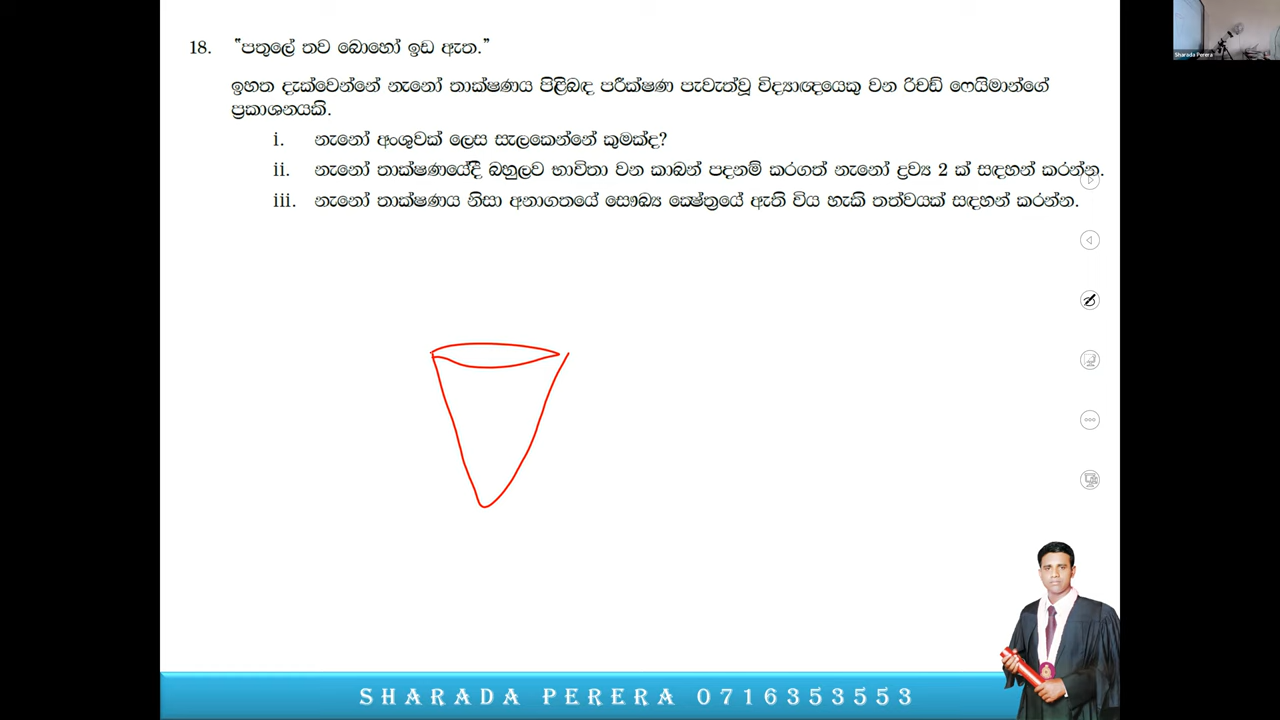 Sharada Perera
18. "පතුලේ තව බොහෝ ඉඩ ඇත."
ඉහත දැක්වෙන්නේ නැනෝ තාක්ෂණය පිළිබඳ පරීක්ෂණ පැවැත්වූ විද්‍යාඥයෙකු වන රිචඩ් ෆෙයිමාන්ගේ
ප්‍රකාශනයකි.
i. නැනෝ අංශුවක් ලෙස සැලකෙන්නේ කුමක්ද?
ii. නැනෝ තාක්ෂණයේදී බහුලව භාවිතා වන කාබන් පදනම් කරගත් නැනෝ ද්‍රව්‍ය 2 ක් සඳහන් කරන්න.
iii. නැනෝ තාක්ෂණය නිසා අනාගතයේ සෞඛ්‍ය ක්‍ෂේත්‍රයේ ඇති විය හැකි තත්වයක් සඳහන් කරන්න.
SHARADA PERERA 0716353553